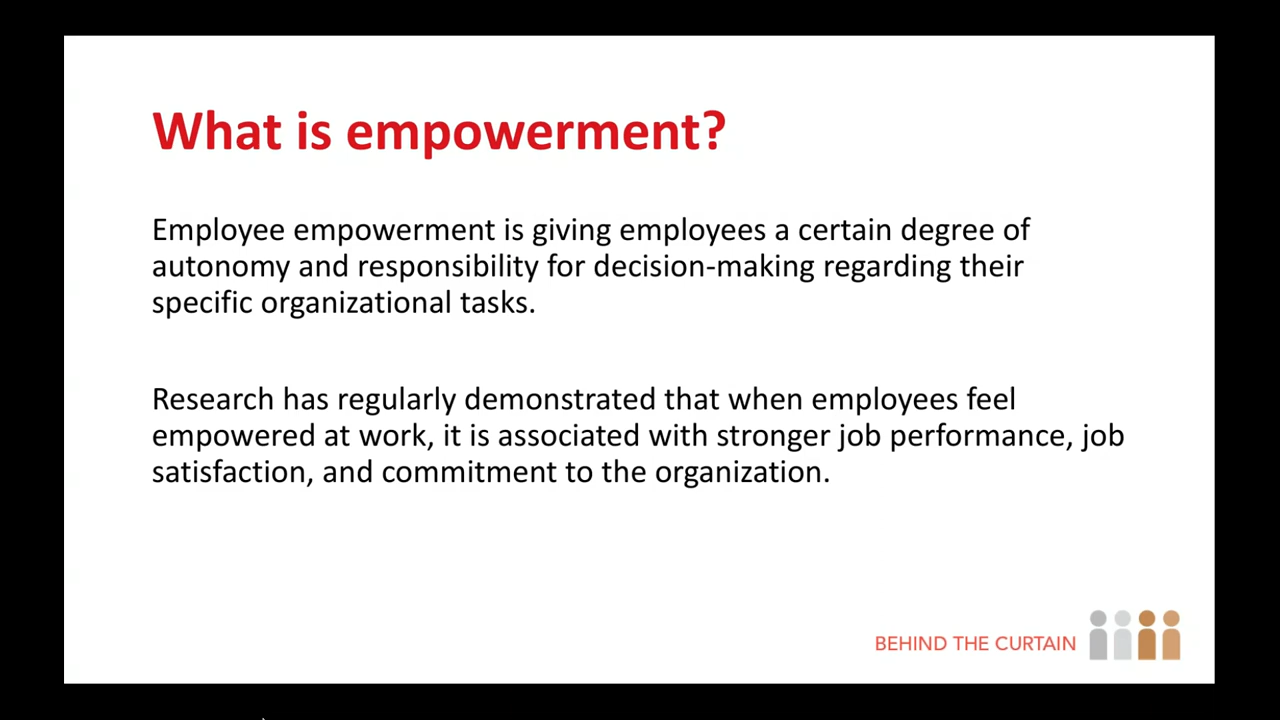 What is empowerment?
Employee empowerment is giving employees a certain degree of
autonomy and responsibility for decision-making regarding their
specific organizational tasks.
Research has regularly demonstrated that when employees feel
empowered at work, it is associated with stronger job performance, job
satisfaction, and commitment to the organization.
BEHIND THE CURTAIN